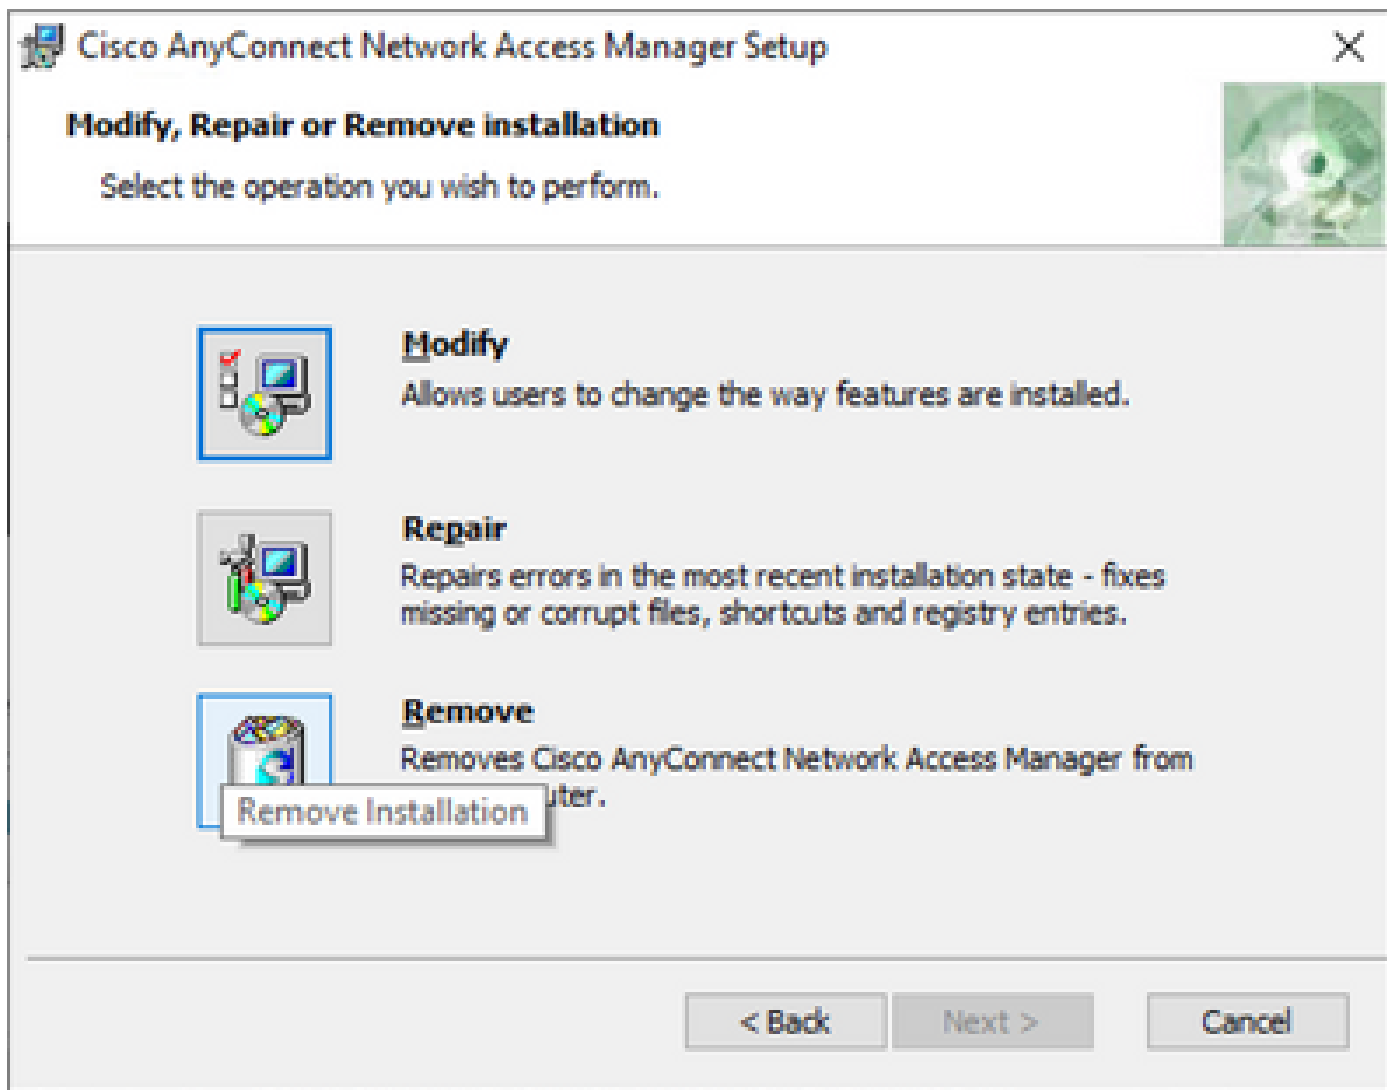 Cisco AnyConnect Network Access Manager Setup
Modify, Repair or Remove installation
Select the operation you wish to perform.
Modify
Allows users to change the way features are installed.
Repair
Repairs errors in the most recent installation state - fixes
missing or corrupt files, shortcuts and registry entries.
Remove
Removes Cisco AnyConnect Network Access Manager from
uter.
Remove Installation
< Back
Next >
Cancel